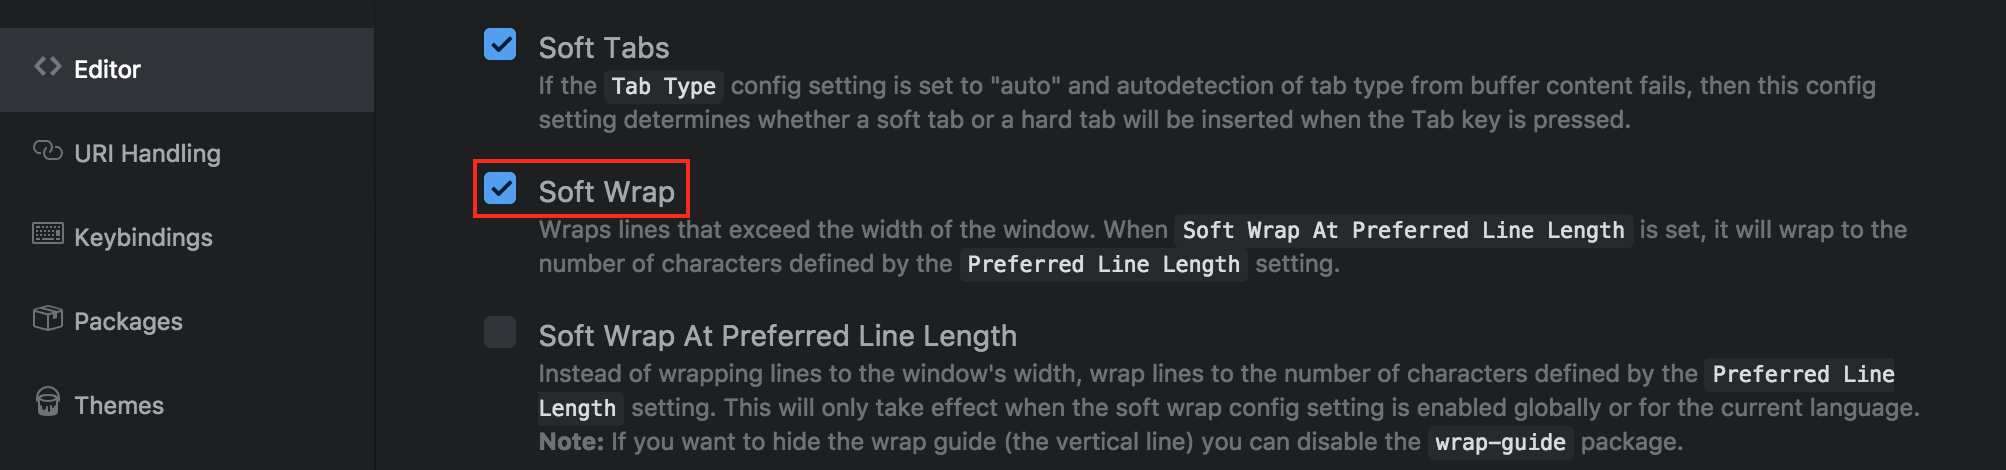 Editor
URI Handling
Keybindings
Packages
Themes
Soft Tabs
If the Tab Type config setting is set to "auto" and autodetection of tab type from buffer content fails, then this config
setting determines whether a soft tab or a hard tab will be inserted when the Tab key is pressed.
Soft Wrap
Wraps lines that exceed the width of the window. When Soft Wrap At Preferred Line Length is set, it will wrap to the
number of characters defined by the Preferred Line Length setting.
Soft Wrap At Preferred Line Length
Instead of wrapping lines to the window's width, wrap lines to the number of characters defined by the Preferred Line
Length setting. This will only take effect when the soft wrap config setting is enabled globally or for the current language.
Note: If you want to hide the wrap guide (the vertical line) you can disable the wrap-guide package.